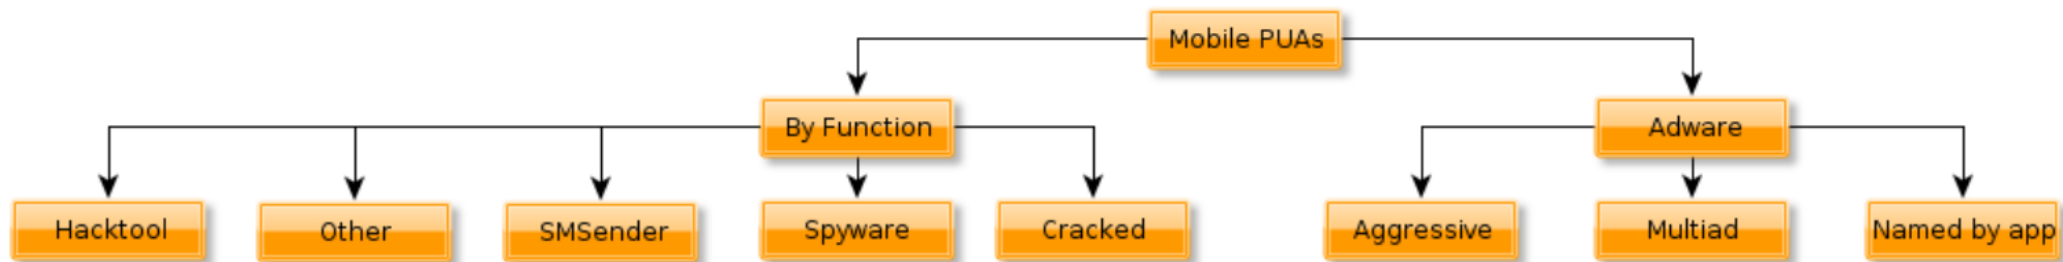 Mobile PUAs
By Function
Adware
Hacktool
Other
SMSender
Spyware
Cracked
Aggressive
Multiad
Named by app